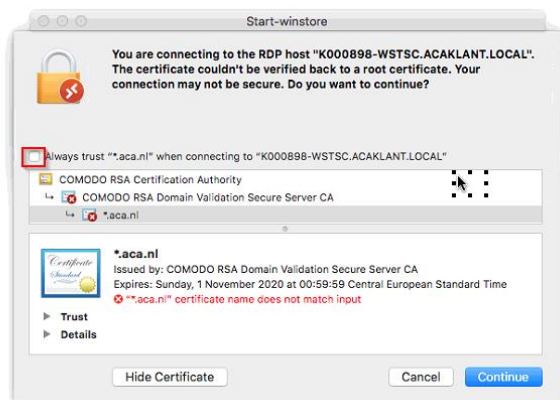 Start-winstore
You are connecting to the RDP host "K000898-WSTSC.ACAKLANT.LOCAL".
The certificate couldn't be verified back to a root certificate. Your
connection may not be secure. Do you want to continue?
Always trust "*.aca.nl" when connecting to "K000898-WSTSC.ACAKLANT.LOCAL"
COMODO RSA Certification Authority
COMODO RSA Domain Validation Secure Server CA
*.aca.nl
Certificate
Standard
*.aca.nl
Issued by: COMODO RSA Domain Validation Secure Server CA
Expires: Sunday, 1 November 2020 at 00:59:59 Central European Standard Time
"*.aca.nl" certificate name does not match input
Trust
Details
Hide Certificate
Cancel
Continue